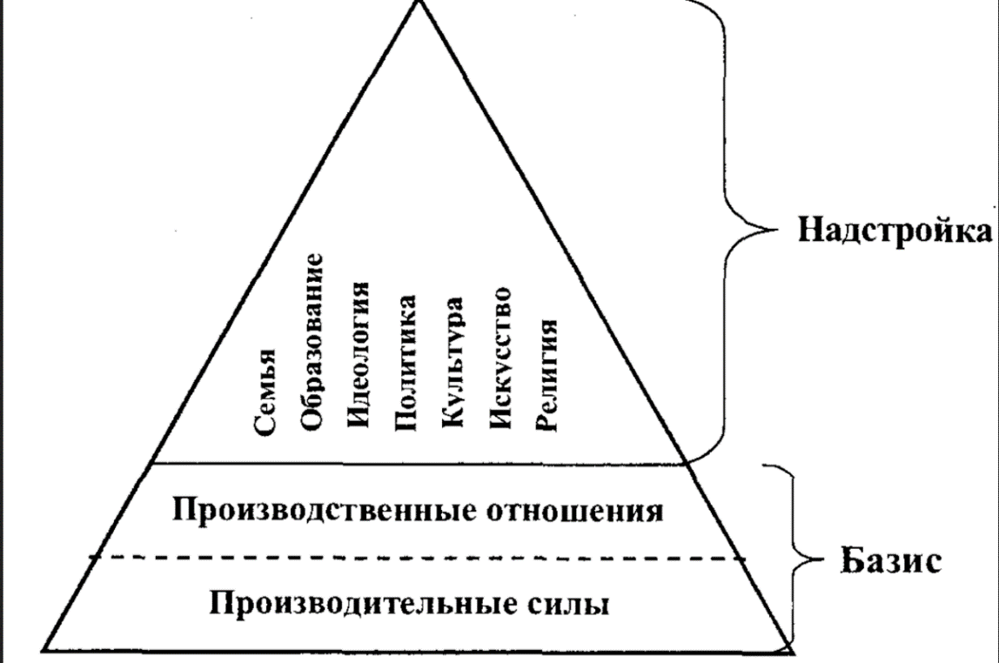 Надстройка
Семья
Образование
Идеология
Политика
Культура
Искусство
Религия
Производственные отношения
Базис
Производительные силы